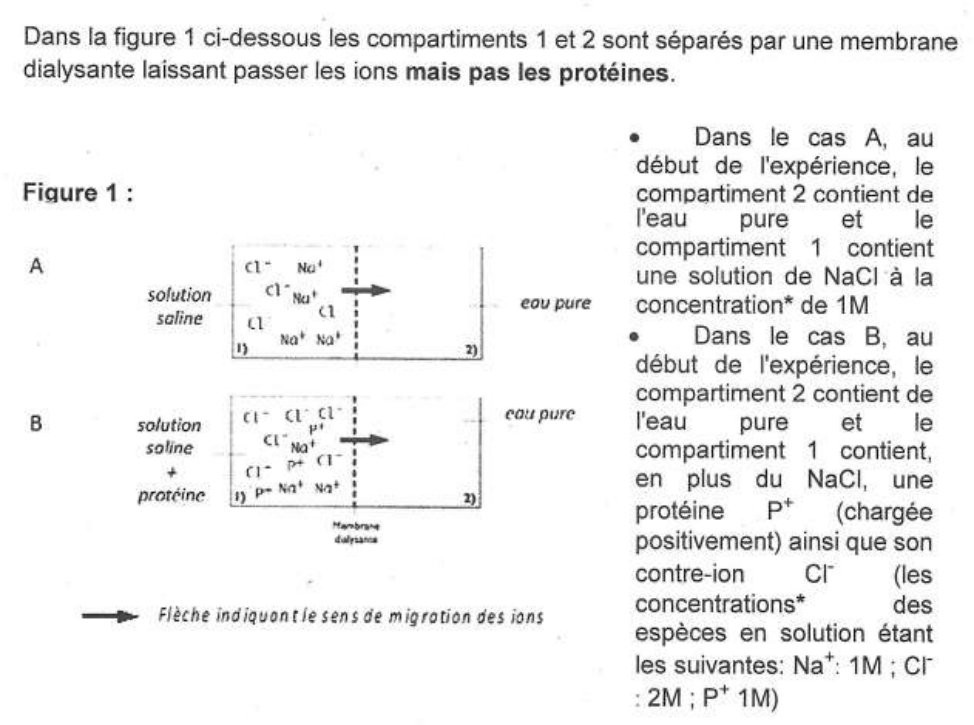 Dans la figure 1 ci-dessous les compartiments 1 et 2 sont séparés par une membrane
dialysante laissant passer les ions mais pas les protéines.
Figure 1 :
A
solution
saline
Cl⁻ Na⁺
Cl⁻ Na⁺
Cl
Cl
Na⁺ Na⁺
1)
2)
eau pure
B
solution
saline
+
protéine
Cl⁻ Cl⁻ Cl⁻
P⁺
Cl⁻ Na⁺
Cl⁻ P⁺ Cl⁻
1) P⁺ Na⁺ Na⁺
2)
eau pure
Membrane
dialysante
Flèche indiquant le sens de migration des ions
• Dans le cas A, au
début de l'expérience, le
compartiment 2 contient de
l'eau pure et le
compartiment 1 contient
une solution de NaCl à la
concentration* de 1M
• Dans le cas B, au
début de l'expérience, le
compartiment 2 contient de
l'eau pure et le
compartiment 1 contient,
en plus du NaCl, une
protéine P⁺ (chargée
positivement) ainsi que son
contre-ion Cl⁻ (les
concentrations* des
espèces en solution étant
les suivantes: Na⁺: 1M ; Cl⁻
: 2M ; P⁺ 1M)